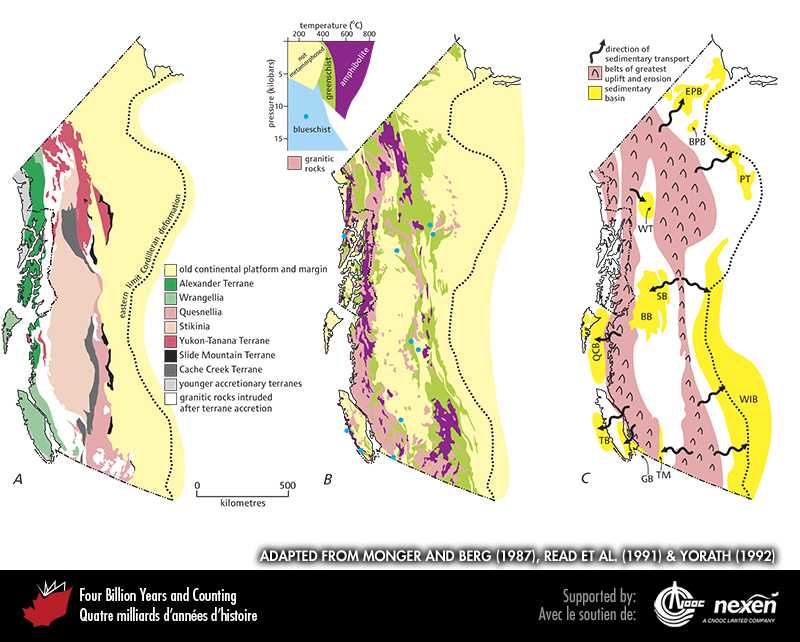 eastern limit Cordilleran deformation
old continental platform and margin
Alexander Terrane
Wrangellia
Quesnellia
Stikinia
Yukon-Tanana Terrane
Slide Mountain Terrane
Cache Creek Terrane
younger accretionary terranes
granitic rocks intruded
after terrane accretion
A
0 500
kilometres
temperature (°C)
200 400 600 800
pressure (kilobars)
5
10
15
not
metamorphosed
greenschist
amphibolite
blueschist
granitic
rocks
B
direction of
sedimentary transport
belts of greatest
uplift and erosion
sedimentary
basin
EPB
BPB
PT
WT
SB
BB
QCB
WIB
TB
GB
TM
C
ADAPTED FROM MONGER AND BERG (1987), READ ET AL. (1991) & YORATH (1992)
Four Billion Years and Counting
Quatre milliards d'années d'histoire
Supported by:
Avec le soutien de:
CNOOC
nexen
A CNOOC LIMITED COMPANY